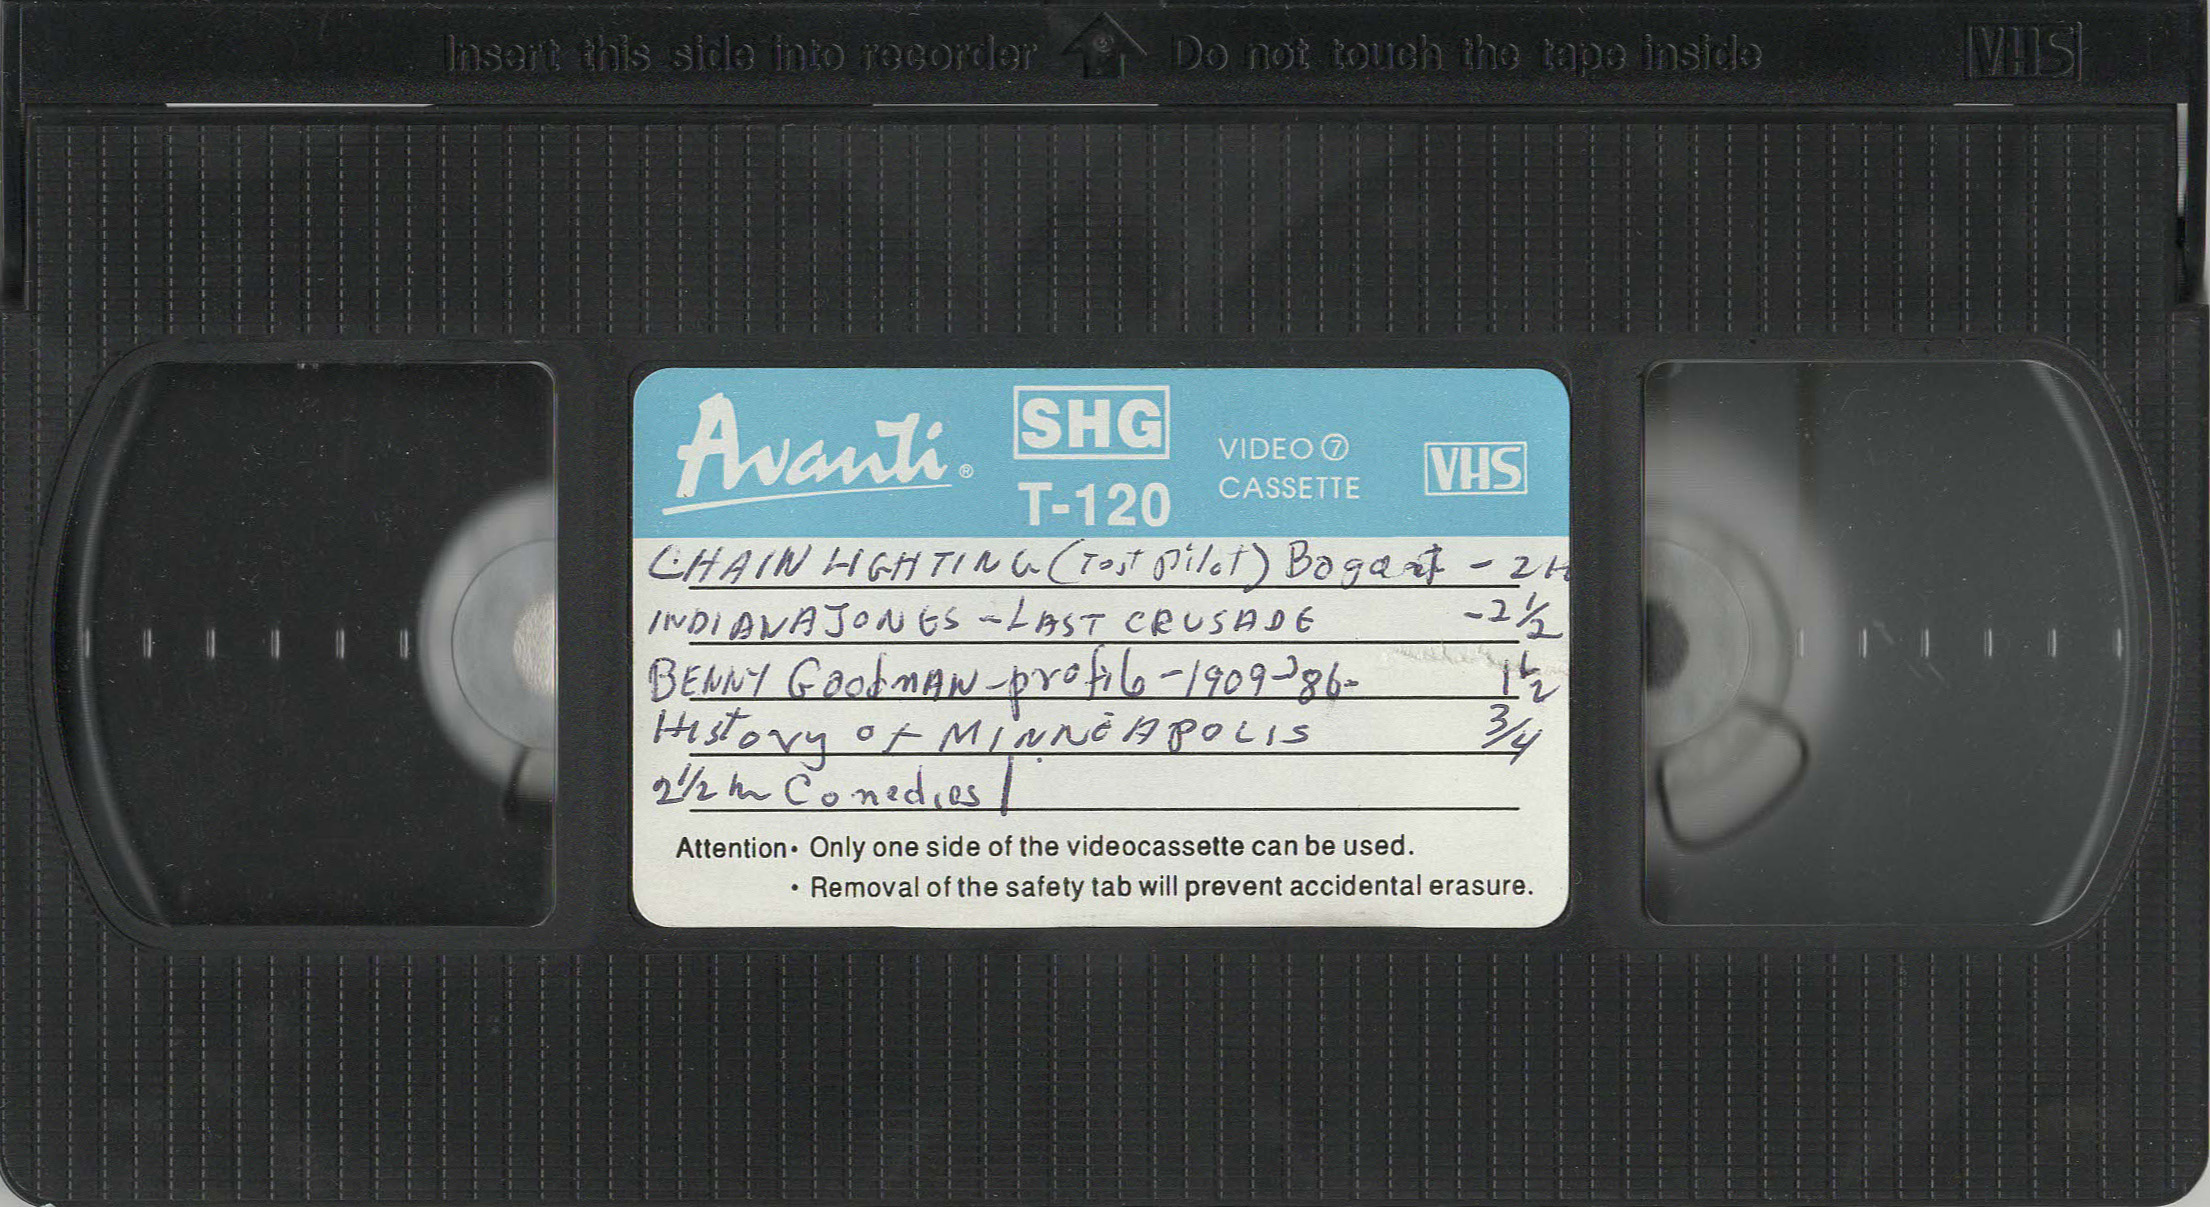 Insert this side into recorder Do not touch the tape inside VHS
Avanti ® SHG T-120 VIDEO ⑦ CASSETTE VHS
CHAIN LIGHTING (Test pilot) Bogart - 2H
INDIANA JONES - LAST CRUSADE - 2 1/2
BENNY GoodMAN - profile - 1909-'86- 1 1/2
History of MINNEAPOLIS 3/4
2 1/2 hr Comedies
Attention • Only one side of the videocassette can be used.
• Removal of the safety tab will prevent accidental erasure.